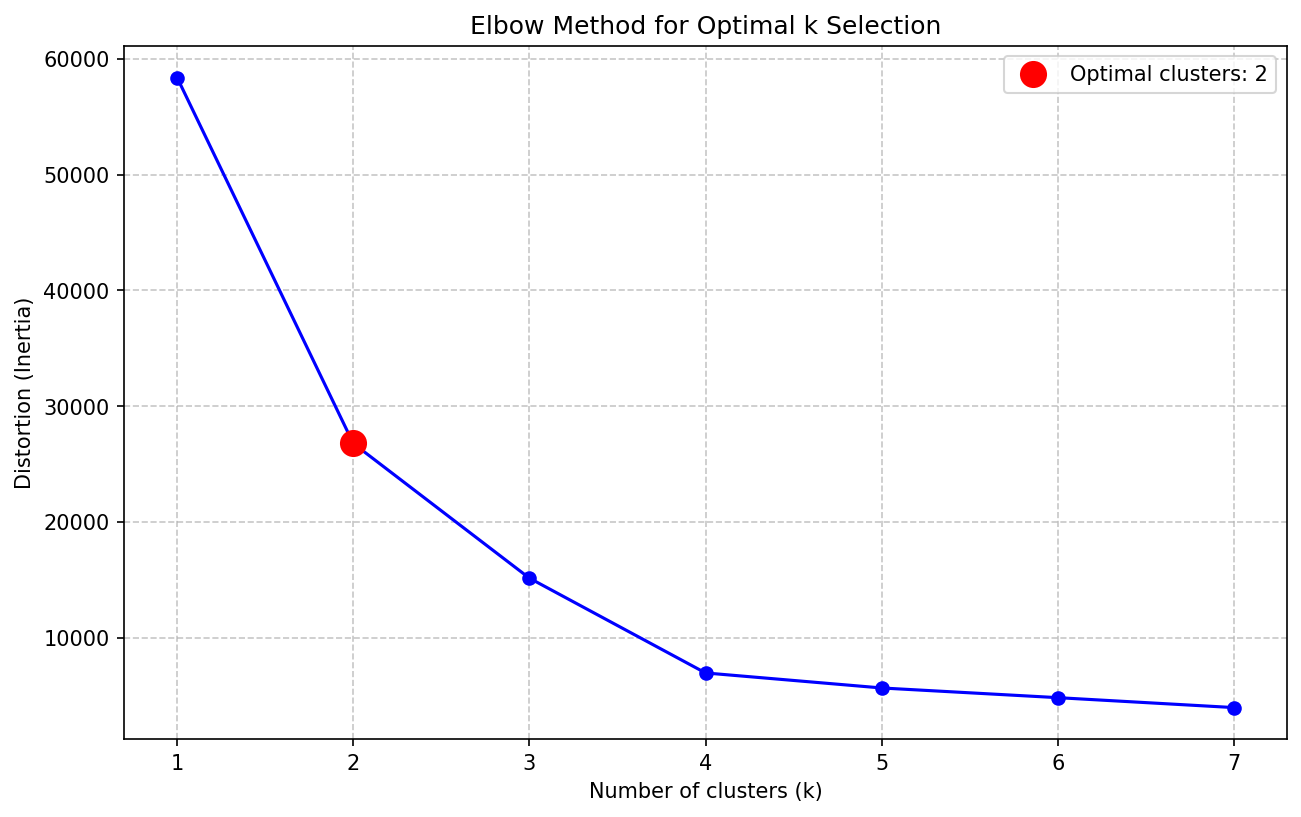 Elbow Method for Optimal k Selection
Optimal clusters: 2
Distortion (Inertia)
60000
50000
40000
30000
20000
10000
1 2 3 4 5 6 7
Number of clusters (k)